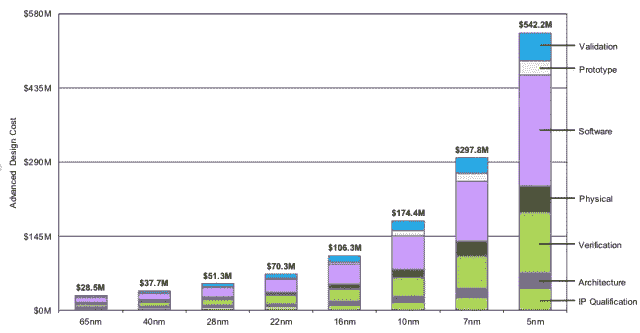 $580M
$542.2M
Validation
Prototype
$435M
Advanced Design Cost
Software
$290M
$297.8M
Physical
$174.4M
$145M
Verification
$106.3M
$70.3M
$51.3M
$37.7M
$28.5M
Architecture
IP Qualification
$0M
65nm 40nm 28nm 22nm 16nm 10nm 7nm 5nm